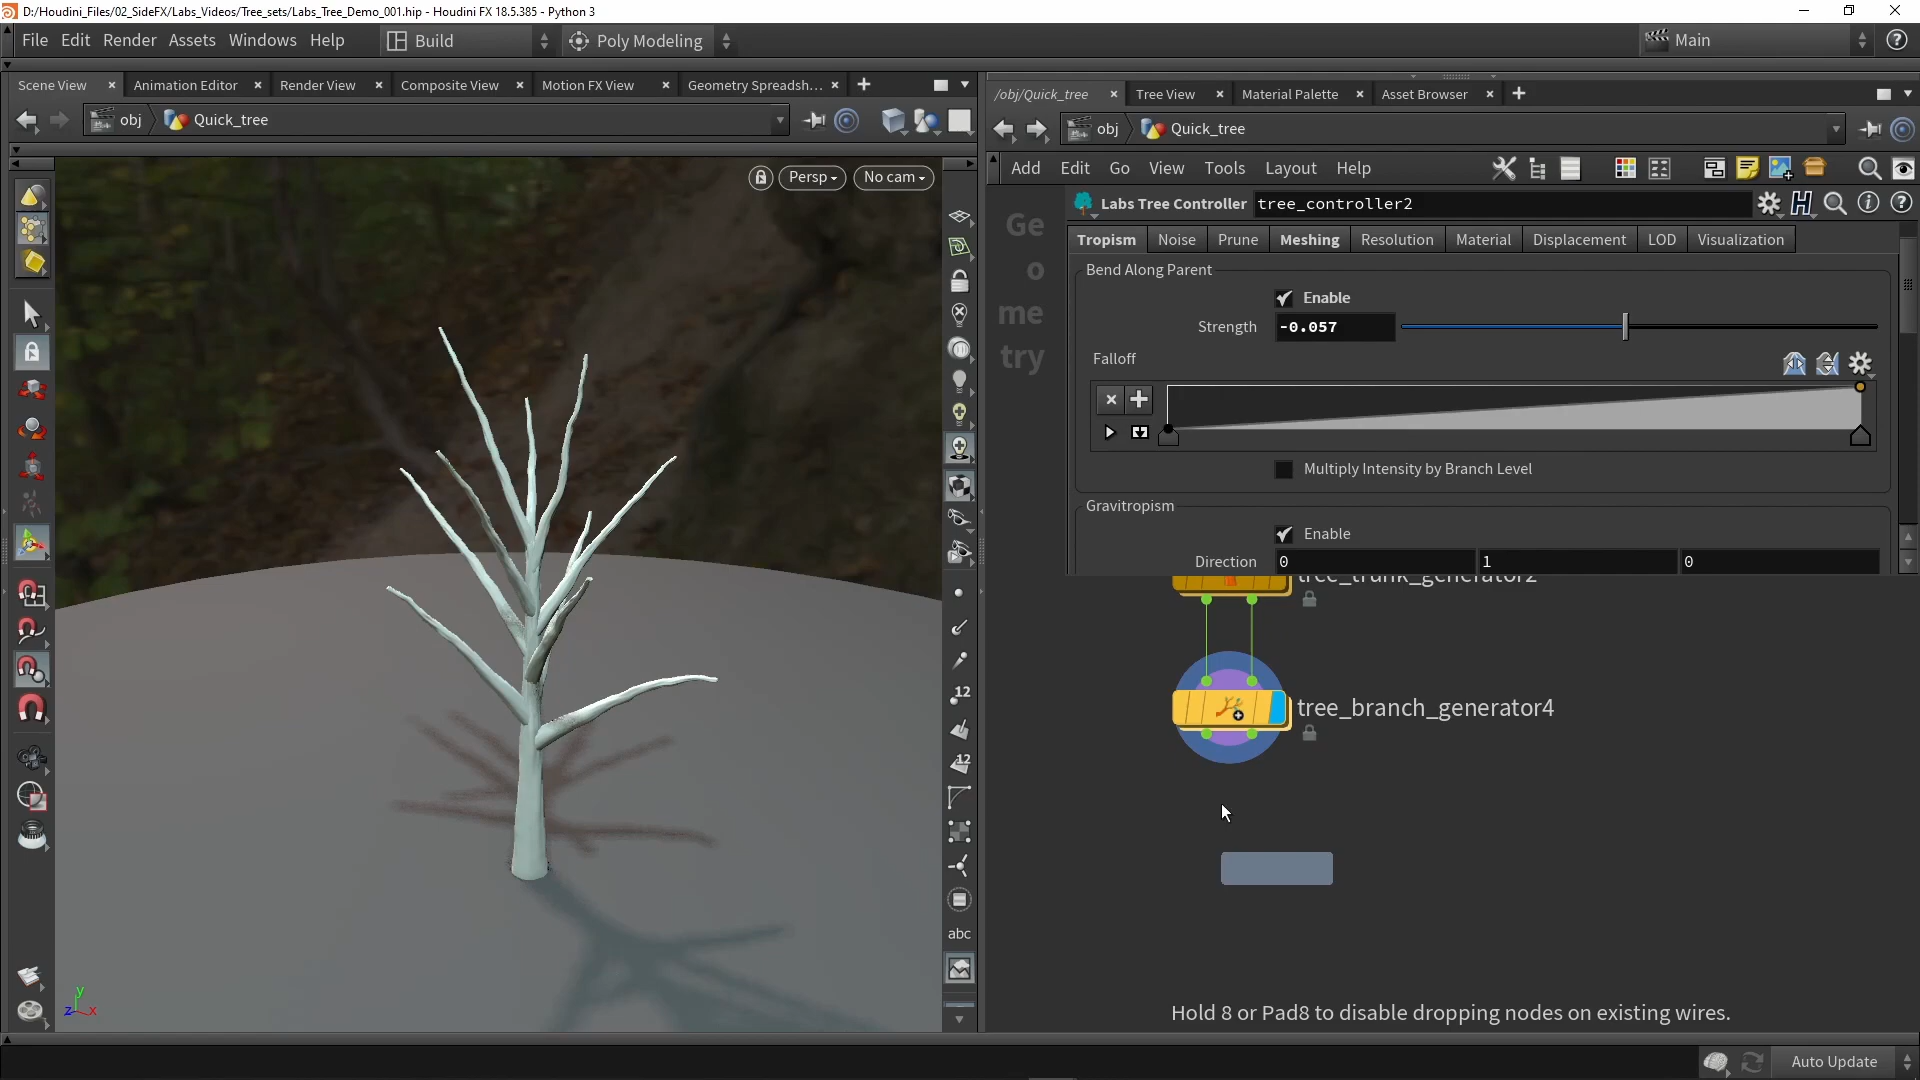 D:/Houdini_Files/02_SideFX/Labs_Videos/Tree_sets/Labs_Tree_Demo_001.hip - Houdini FX 18.5.385 - Python 3
File Edit Render Assets Windows Help
Build
Poly Modeling
Main
Scene View
Animation Editor
Render View
Composite View
Motion FX View
Geometry Spreadsh...
obj
Quick_tree
Persp
No cam
12
12
abc
y
z
x
/obj/Quick_tree
Tree View
Material Palette
Asset Browser
obj
Quick_tree
Add Edit Go View Tools Layout Help
Ge
o
me
try
Labs Tree Controller
tree_controller2
Tropism Noise Prune Meshing Resolution Material Displacement LOD Visualization
Bend Along Parent
Enable
Strength -0.057
Falloff
Multiply Intensity by Branch Level
Gravitropism
Enable
Direction 0 1 0
tree_trunk_generator2
tree_branch_generator4
Hold 8 or Pad8 to disable dropping nodes on existing wires.
Auto Update